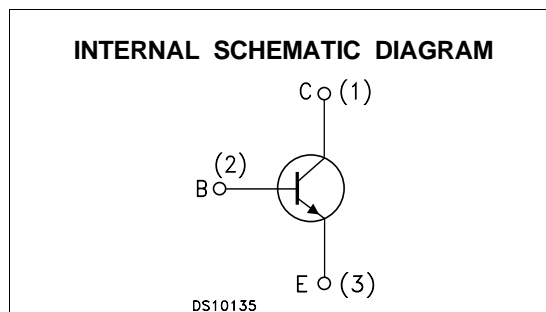 INTERNAL SCHEMATIC DIAGRAM
C (1)
(2)
B
E (3)
DS10135